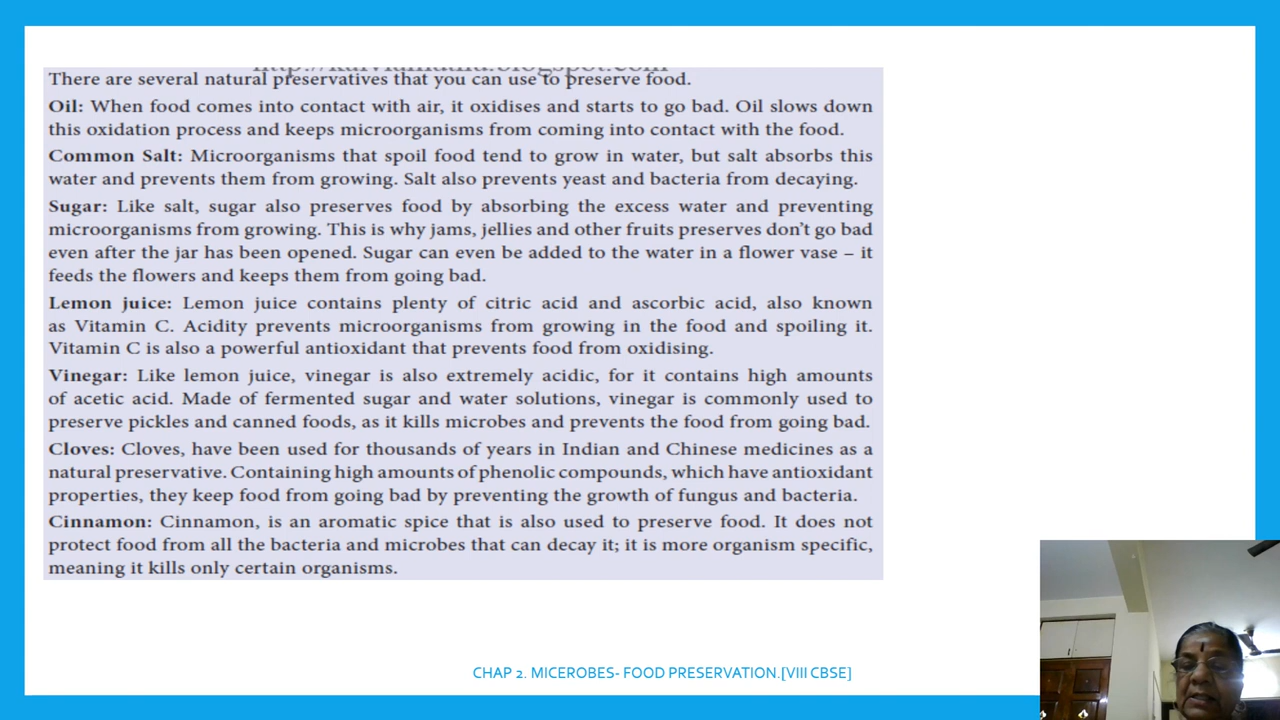 http://kalviamuthu.blogspot.com
There are several natural preservatives that you can use to preserve food.
Oil: When food comes into contact with air, it oxidises and starts to go bad. Oil slows down
this oxidation process and keeps microorganisms from coming into contact with the food.
Common Salt: Microorganisms that spoil food tend to grow in water, but salt absorbs this
water and prevents them from growing. Salt also prevents yeast and bacteria from decaying.
Sugar: Like salt, sugar also preserves food by absorbing the excess water and preventing
microorganisms from growing. This is why jams, jellies and other fruits preserves don't go bad
even after the jar has been opened. Sugar can even be added to the water in a flower vase – it
feeds the flowers and keeps them from going bad.
Lemon juice: Lemon juice contains plenty of citric acid and ascorbic acid, also known
as Vitamin C. Acidity prevents microorganisms from growing in the food and spoiling it.
Vitamin C is also a powerful antioxidant that prevents food from oxidising.
Vinegar: Like lemon juice, vinegar is also extremely acidic, for it contains high amounts
of acetic acid. Made of fermented sugar and water solutions, vinegar is commonly used to
preserve pickles and canned foods, as it kills microbes and prevents the food from going bad.
Cloves: Cloves, have been used for thousands of years in Indian and Chinese medicines as a
natural preservative. Containing high amounts of phenolic compounds, which have antioxidant
properties, they keep food from going bad by preventing the growth of fungus and bacteria.
Cinnamon: Cinnamon, is an aromatic spice that is also used to preserve food. It does not
protect food from all the bacteria and microbes that can decay it; it is more organism specific,
meaning it kills only certain organisms.
CHAP 2. MICEROBES- FOOD PRESERVATION.[VIII CBSE]